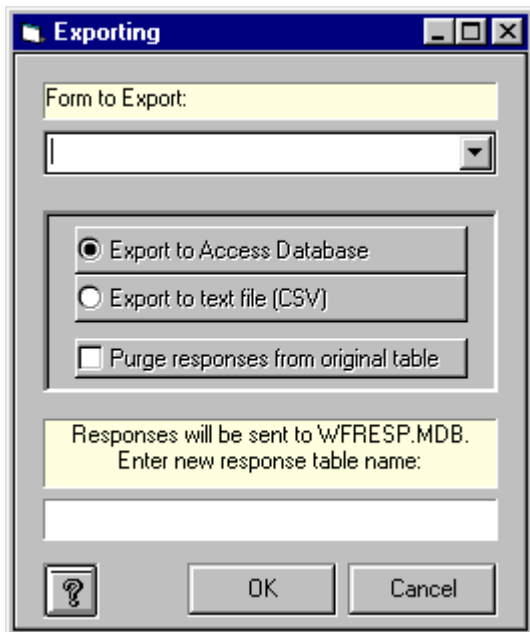 Exporting
Form to Export:
Export to Access Database
Export to text file (CSV)
Purge responses from original table
Responses will be sent to WFRESP.MDB.
Enter new response table name:
?
OK
Cancel